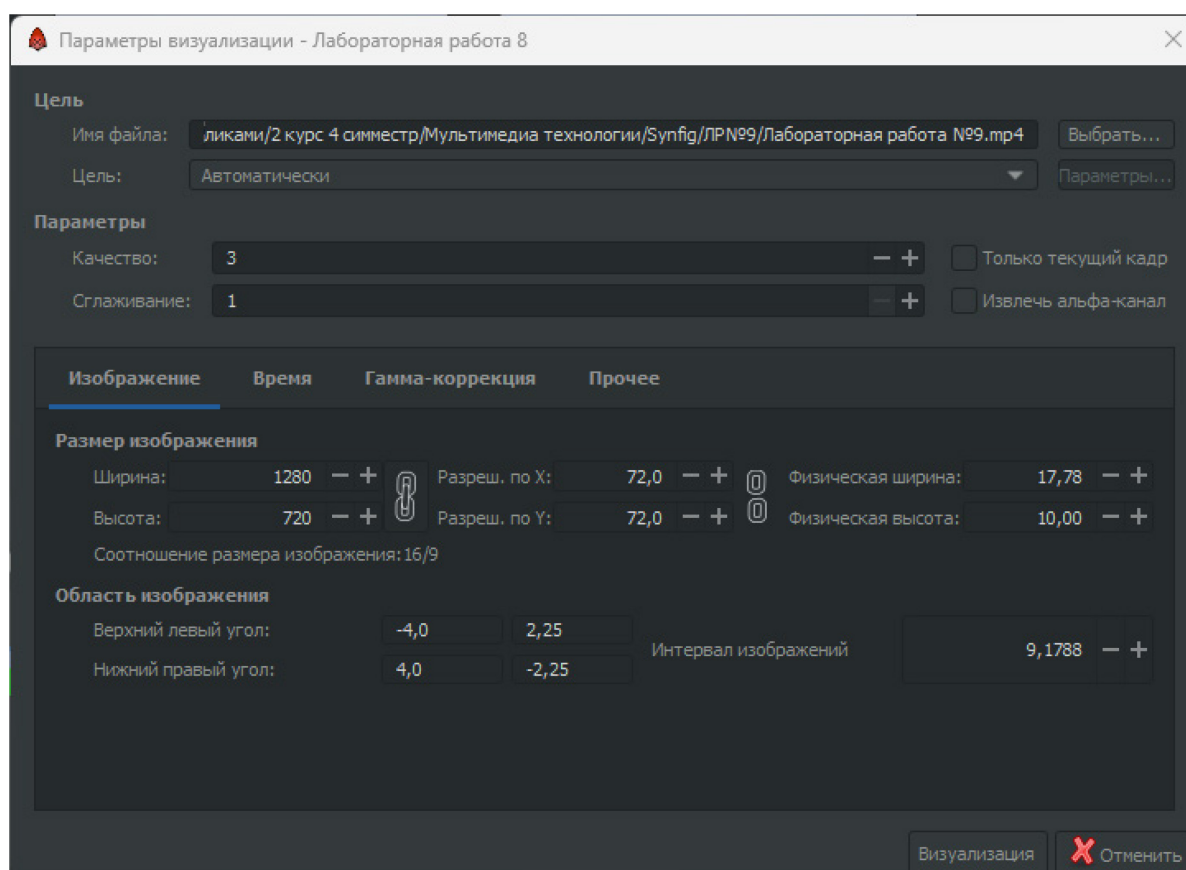 Параметры визуализации - Лабораторная работа 8
Цель
Имя файла: ликами/2 курс 4 симместр/Мультимедиа технологии/Synfig/ЛР№9/Лабораторная работа №9.mp4 Выбрать...
Цель: Автоматически Параметры...
Параметры
Качество: 3 Только текущий кадр
Сглаживание: 1 Извлечь альфа-канал
Изображение Время Гамма-коррекция Прочее
Размер изображения
Ширина: 1280 Разреш. по X: 72,0 Физическая ширина: 17,78
Высота: 720 Разреш. по Y: 72,0 Физическая высота: 10,00
Соотношение размера изображения:16/9
Область изображения
Верхний левый угол: -4,0 2,25
Интервал изображений 9,1788
Нижний правый угол: 4,0 -2,25
Визуализация Отменить